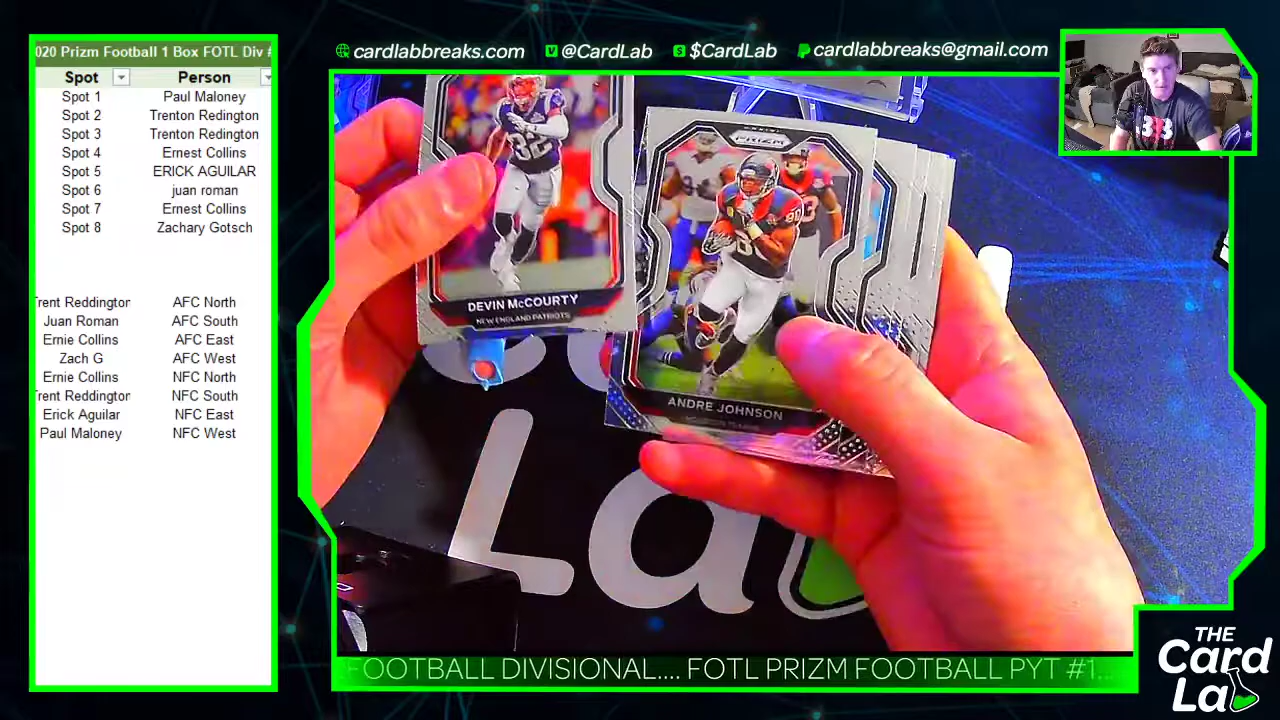 cardlabbreaks.com @CardLab $CardLab cardlabbreaks@gmail.com
020 Prizm Football 1 Box FOTL Div #
Spot Person
Spot 1 Paul Maloney
Spot 2 Trenton Redington
Spot 3 Trenton Redington
Spot 4 Ernest Collins
Spot 5 ERICK AGUILAR
Spot 6 juan roman
Spot 7 Ernest Collins
Spot 8 Zachary Gotsch
Trent Reddington AFC North
Juan Roman AFC South
Ernie Collins AFC East
Zach G AFC West
Ernie Collins NFC North
Trent Reddington NFC South
Erick Aguilar NFC East
Paul Maloney NFC West
32
DEVIN McCOURTY
NEW ENGLAND PATRIOTS
PRIZM
ANDRE JOHNSON
La
FOOTBALL DIVISIONAL.... FOTL PRIZM FOOTBALL PYT #1...
THE
Card
La